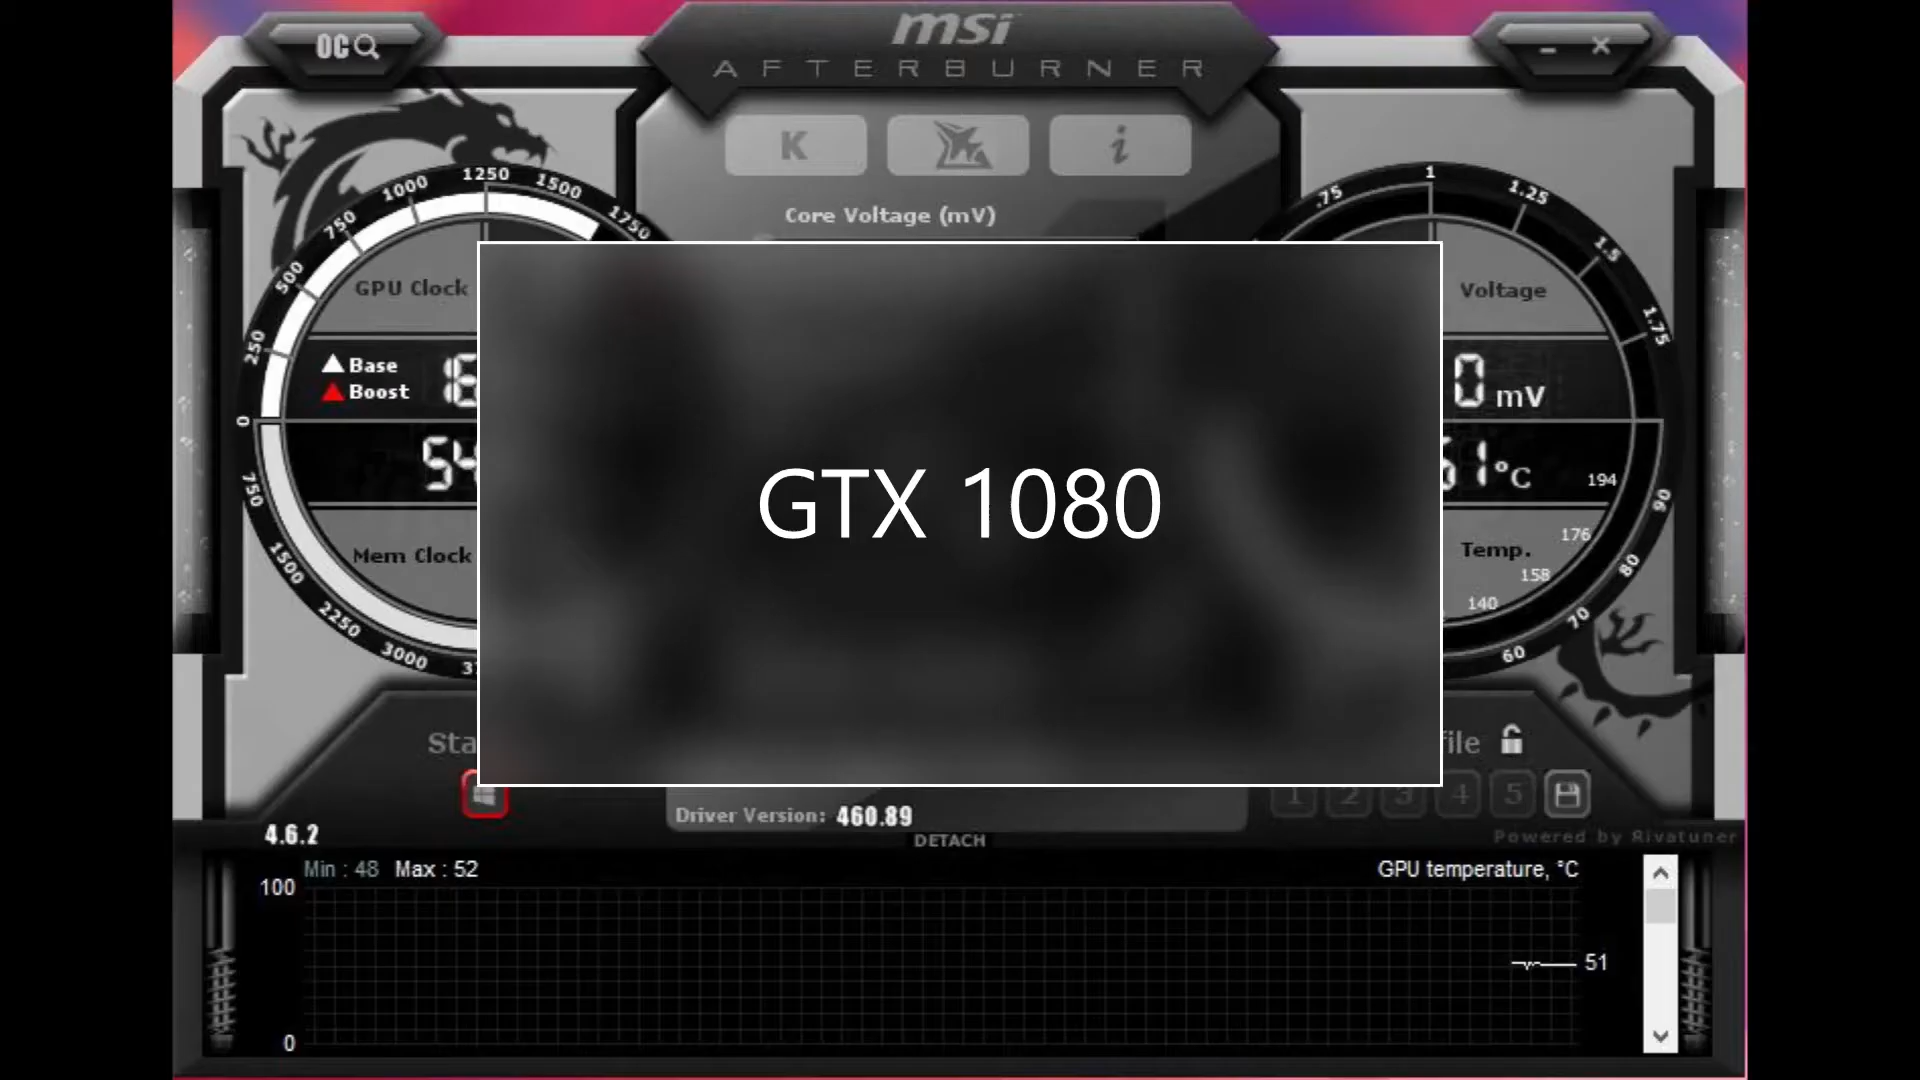 OC
msi
AFTERBURNER
K
i
Core Voltage (mV)
0 250 500 750 1000 1250 1500 1750
.75 1 1.25 1.5 1.75
GPU Clock
Voltage
Base
Boost
0 mV
GTX 1080
°C
194
176
158
140
90
80
70
60
750
1500
2250
3000
Mem Clock
Temp.
1 2 3 4 5
Driver Version: 460.89
4.6.2
DETACH
Powered by Rivatuner
Min : 48 Max : 52
GPU temperature, °C
100
51
0